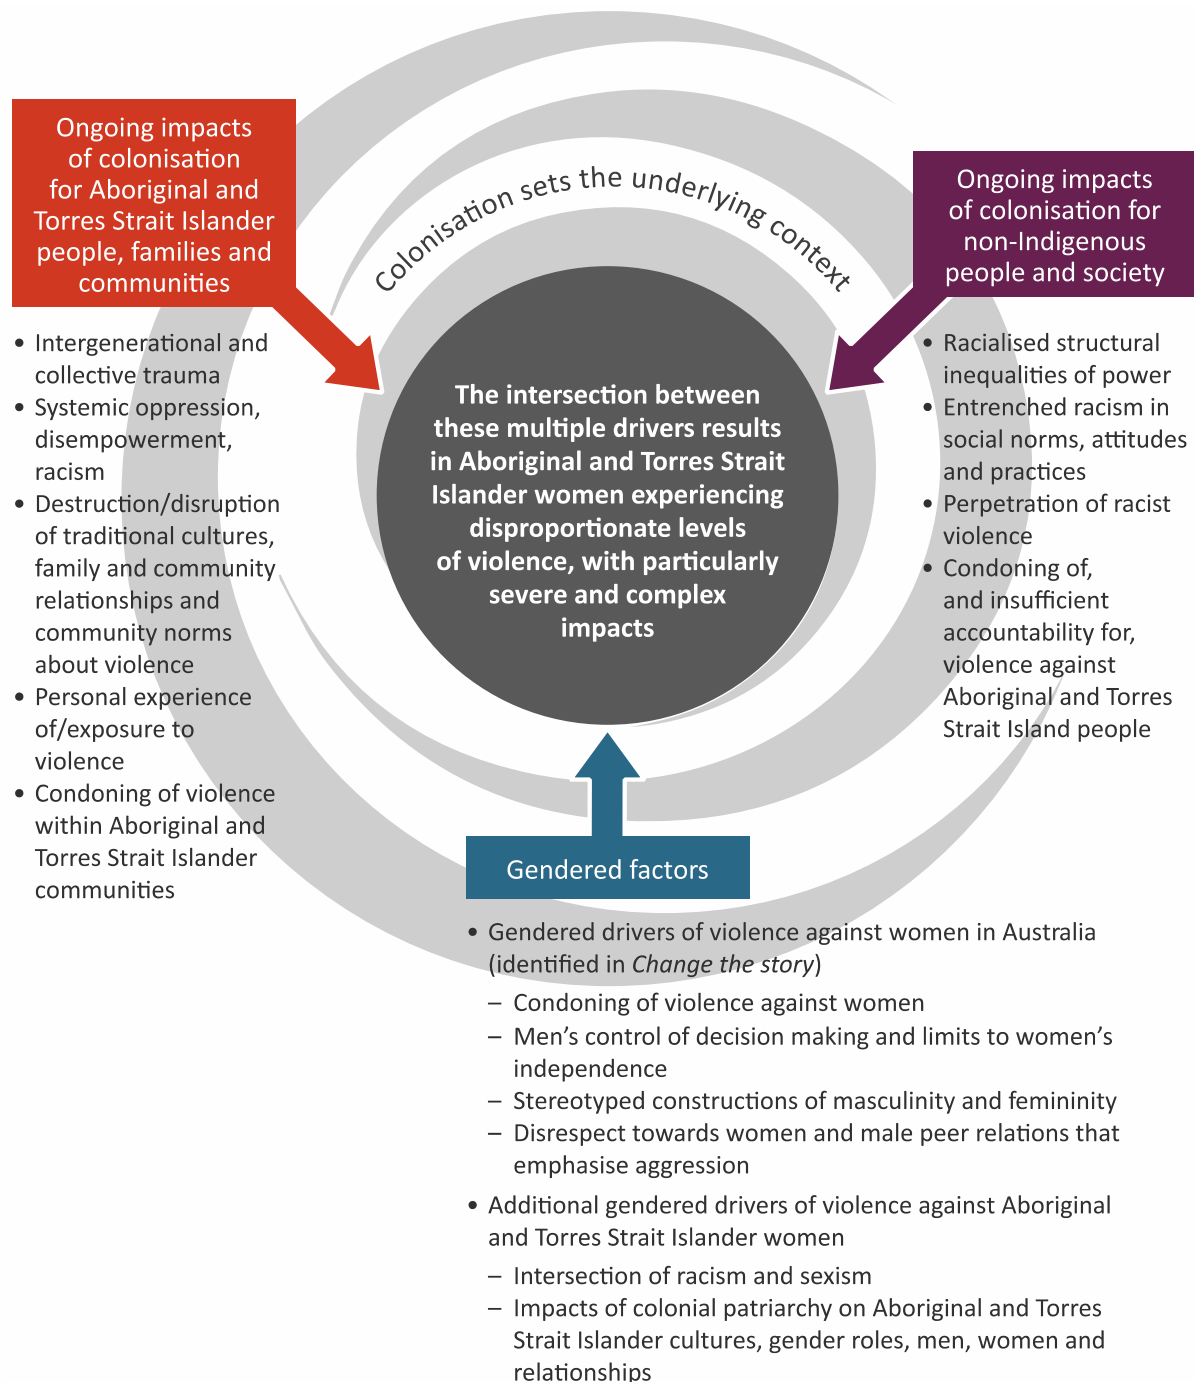 Colonisation sets the underlying context
Ongoing impacts
of colonisation
for Aboriginal and
Torres Strait Islander
people, families and
communities
• Intergenerational and
collective trauma
• Systemic oppression,
disempowerment,
racism
• Destruction/disruption
of traditional cultures,
family and community
relationships and
community norms
about violence
• Personal experience
of/exposure to
violence
• Condoning of violence
within Aboriginal and
Torres Strait Islander
communities
The intersection between
these multiple drivers results
in Aboriginal and Torres Strait
Islander women experiencing
disproportionate levels
of violence, with particularly
severe and complex
impacts
Ongoing impacts
of colonisation for
non-Indigenous
people and society
• Racialised structural
inequalities of power
• Entrenched racism in
social norms, attitudes
and practices
• Perpetration of racist
violence
• Condoning of,
and insufficient
accountability for,
violence against
Aboriginal and Torres
Strait Island people
Gendered factors
• Gendered drivers of violence against women in Australia
(identified in Change the story)
– Condoning of violence against women
– Men’s control of decision making and limits to women’s
independence
– Stereotyped constructions of masculinity and femininity
– Disrespect towards women and male peer relations that
emphasise aggression
• Additional gendered drivers of violence against Aboriginal
and Torres Strait Islander women
– Intersection of racism and sexism
– Impacts of colonial patriarchy on Aboriginal and Torres
Strait Islander cultures, gender roles, men, women and
relationships